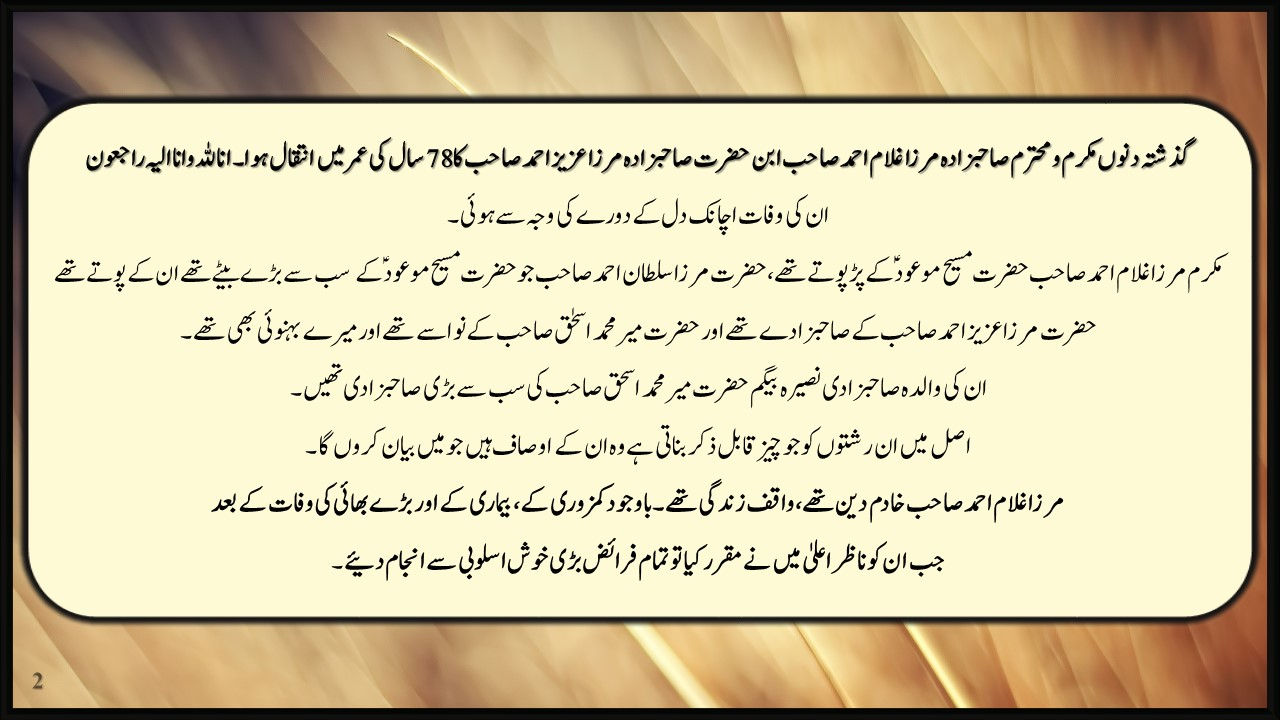 گذشتہ دنوں مکرم و محترم صاحبزادہ مرزا غلام احمد صاحب ابن حضرت صاحبزادہ مرزا عزیز احمد صاحب کا 78 سال کی عمر میں انتقال ہوا۔ انا للہ وانا الیہ راجعون
ان کی وفات اچانک دل کے دورے کی وجہ سے ہوئی۔
مکرم مرزا غلام احمد صاحب حضرت مسیح موعودؑ کے پڑپوتے تھے، حضرت مرزا سلطان احمد صاحب جو حضرت مسیح موعودؑ کے سب سے بڑے بیٹے تھے ان کے پوتے تھے
حضرت مرزا عزیز احمد صاحب کے صاحبزادے تھے اور حضرت میر محمد اسحٰق صاحب کے نواسے تھے اور میرے بہنوئی بھی تھے۔
ان کی والدہ صاحبزادی نصیرہ بیگم حضرت میر محمد اسحق صاحب کی سب سے بڑی صاحبزادی تھیں۔
اصل میں ان رشتوں کو جو چیز قابل ذکر بناتی ہے وہ ان کے اوصاف ہیں جو میں بیان کروں گا۔
مرزا غلام احمد صاحب خادم دین تھے، واقف زندگی تھے۔ باوجود کمزوری کے، بیماری کے اور بڑے بھائی کی وفات کے بعد
جب ان کو ناظر اعلیٰ میں نے مقرر کیا تو تمام فرائض بڑی خوش اسلوبی سے انجام دیئے۔
2